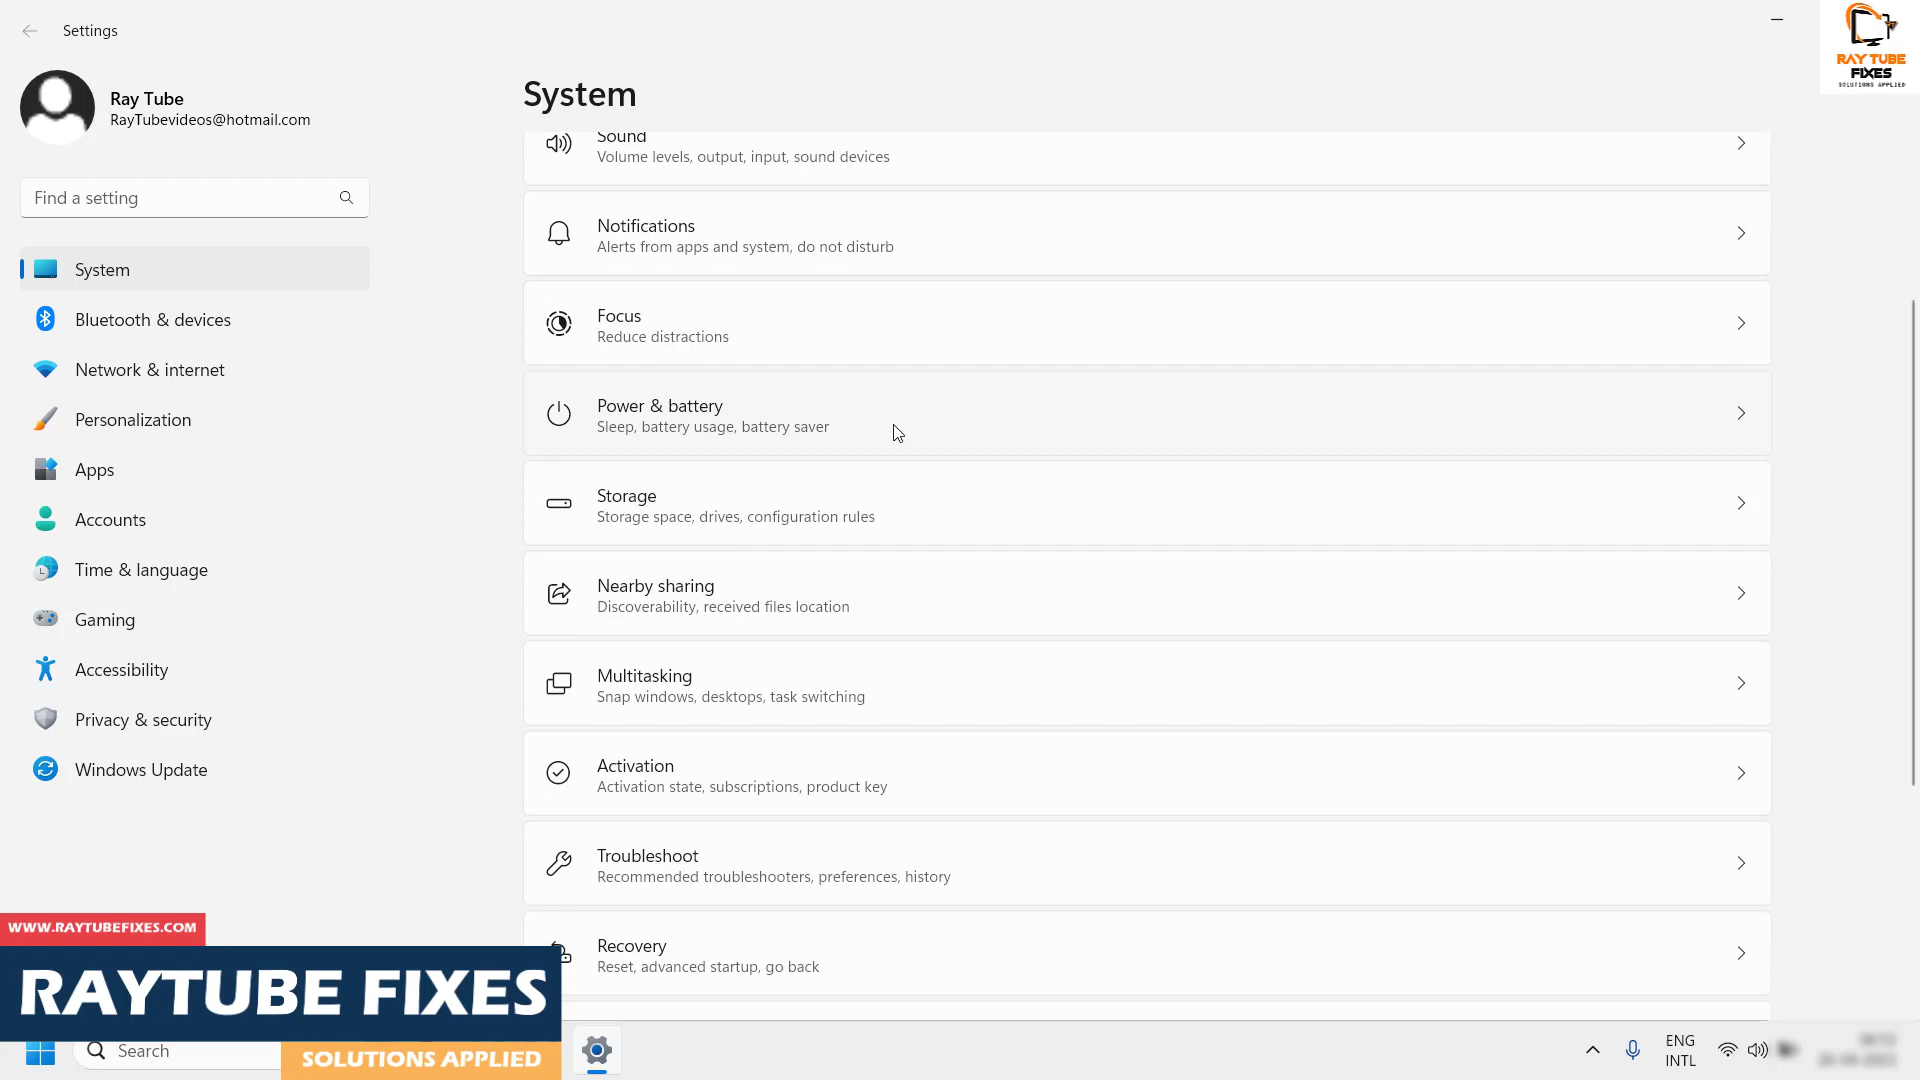 Settings
RAY TUBE
FIXES
SOLUTIONS APPLIED
Ray Tube
RayTubevideos@hotmail.com
Find a setting
System
Bluetooth & devices
Network & internet
Personalization
Apps
Accounts
Time & language
Gaming
Accessibility
Privacy & security
Windows Update
System
Sound
Volume levels, output, input, sound devices
Notifications
Alerts from apps and system, do not disturb
Focus
Reduce distractions
Power & battery
Sleep, battery usage, battery saver
Storage
Storage space, drives, configuration rules
Nearby sharing
Discoverability, received files location
Multitasking
Snap windows, desktops, task switching
Activation
Activation state, subscriptions, product key
Troubleshoot
Recommended troubleshooters, preferences, history
Recovery
Reset, advanced startup, go back
WWW.RAYTUBEFIXES.COM
RAYTUBE FIXES
SOLUTIONS APPLIED
Search
ENG
INTL